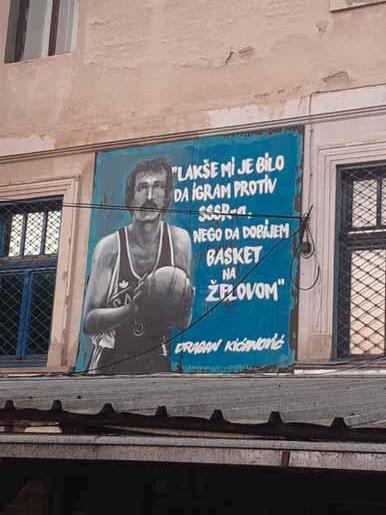 "LAKŠE MI JE BILO
DA IGRAM PROTIV
SSSR-a,
NEGO DA DOBIJEM
BASKET
NA
ŽELOVOM"
DRAGAN KIĆANOVIĆ